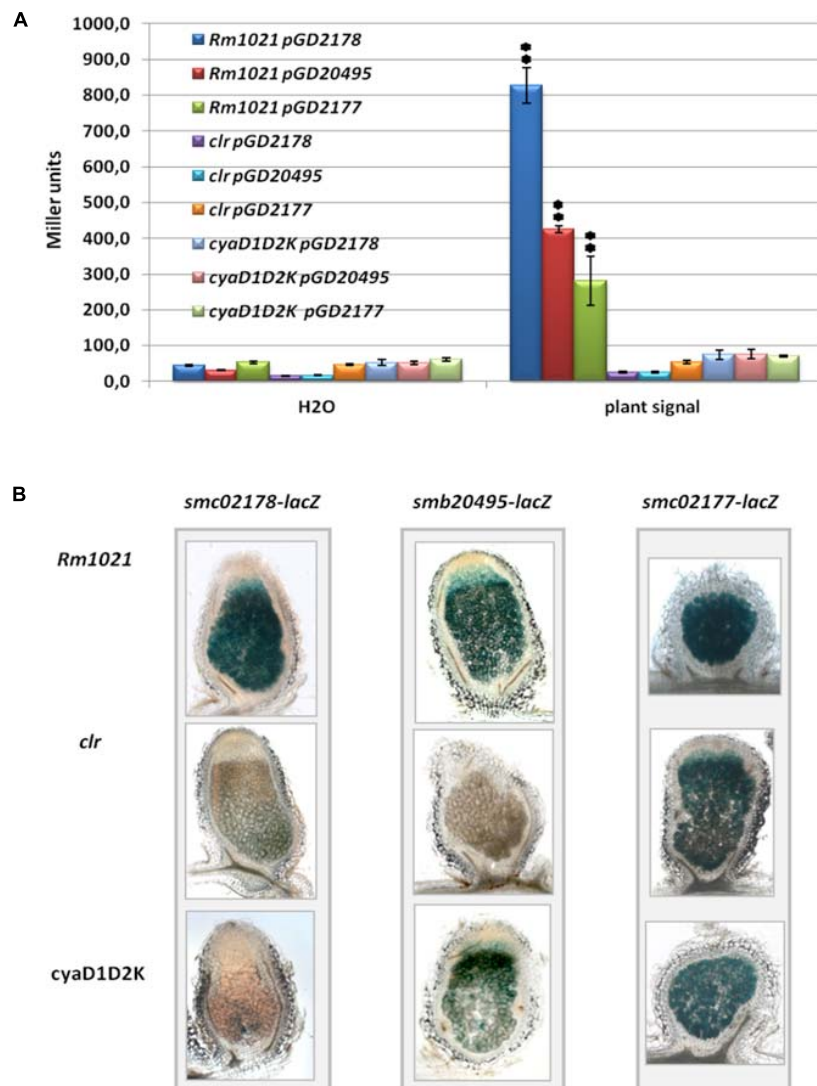 A
Miller units
1000,0
900,0
800,0
700,0
600,0
500,0
400,0
300,0
200,0
100,0
0,0
Rm1021 pGD2178
Rm1021 pGD20495
Rm1021 pGD2177
clr pGD2178
clr pGD20495
clr pGD2177
cyaD1D2K pGD2178
cyaD1D2K pGD20495
cyaD1D2K pGD2177
**
**
**
H2O
plant signal
B
smc02178-lacZ
smb20495-lacZ
smc02177-lacZ
Rm1021
clr
cyaD1D2K